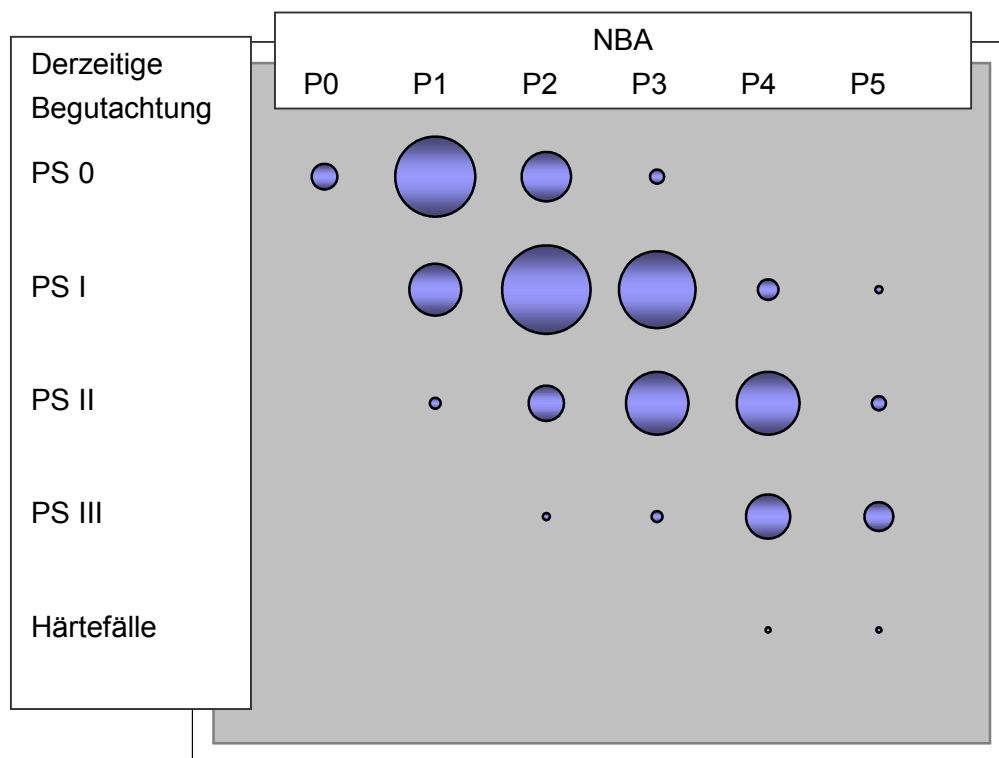 NBA
P0 P1 P2 P3 P4 P5
Derzeitige
Begutachtung
PS 0
PS I
PS II
PS III
Härtefälle